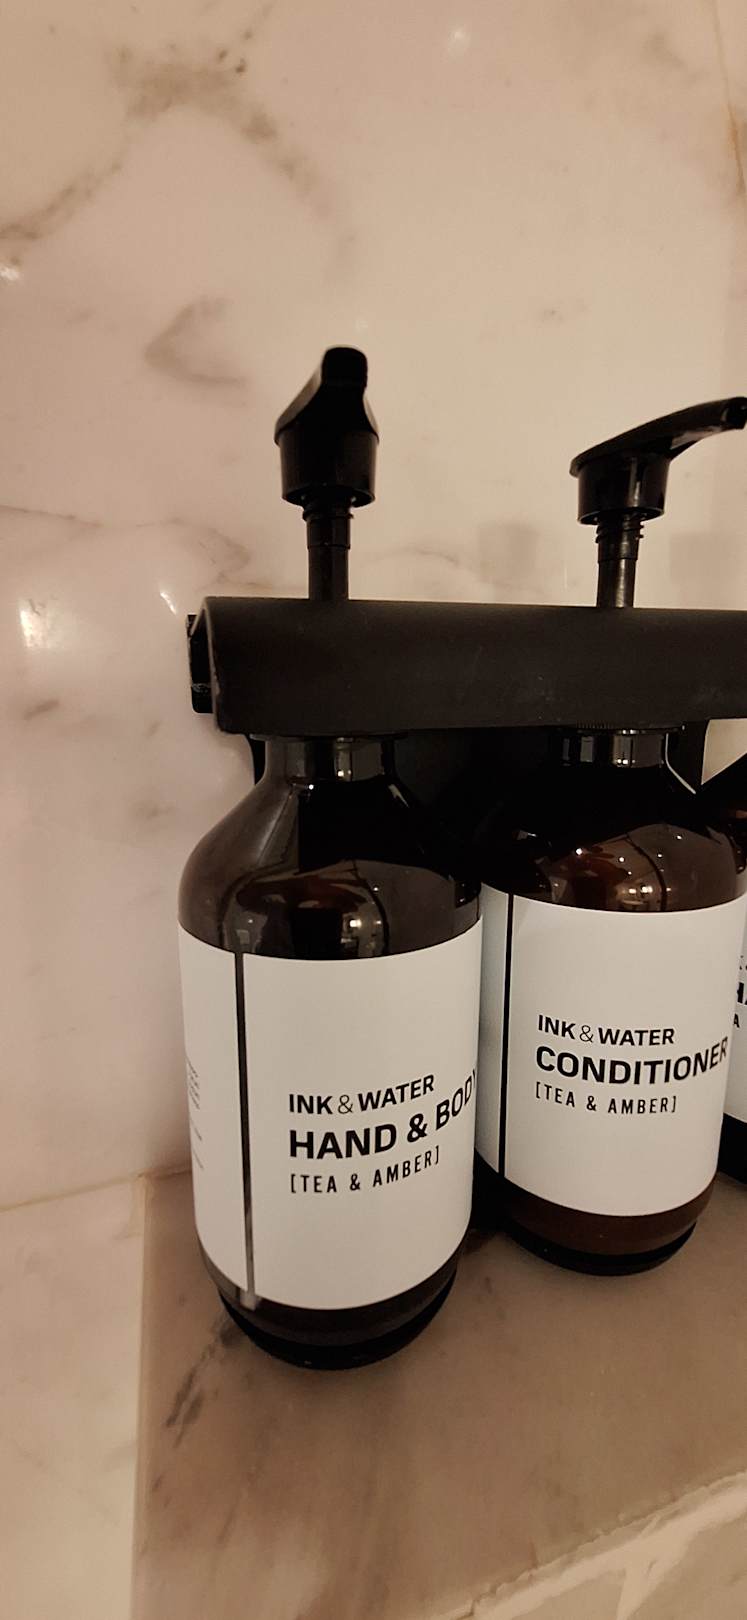 INK & WATER
HAND & BODY
[TEA & AMBER]
INK & WATER
CONDITIONER
[TEA & AMBER]